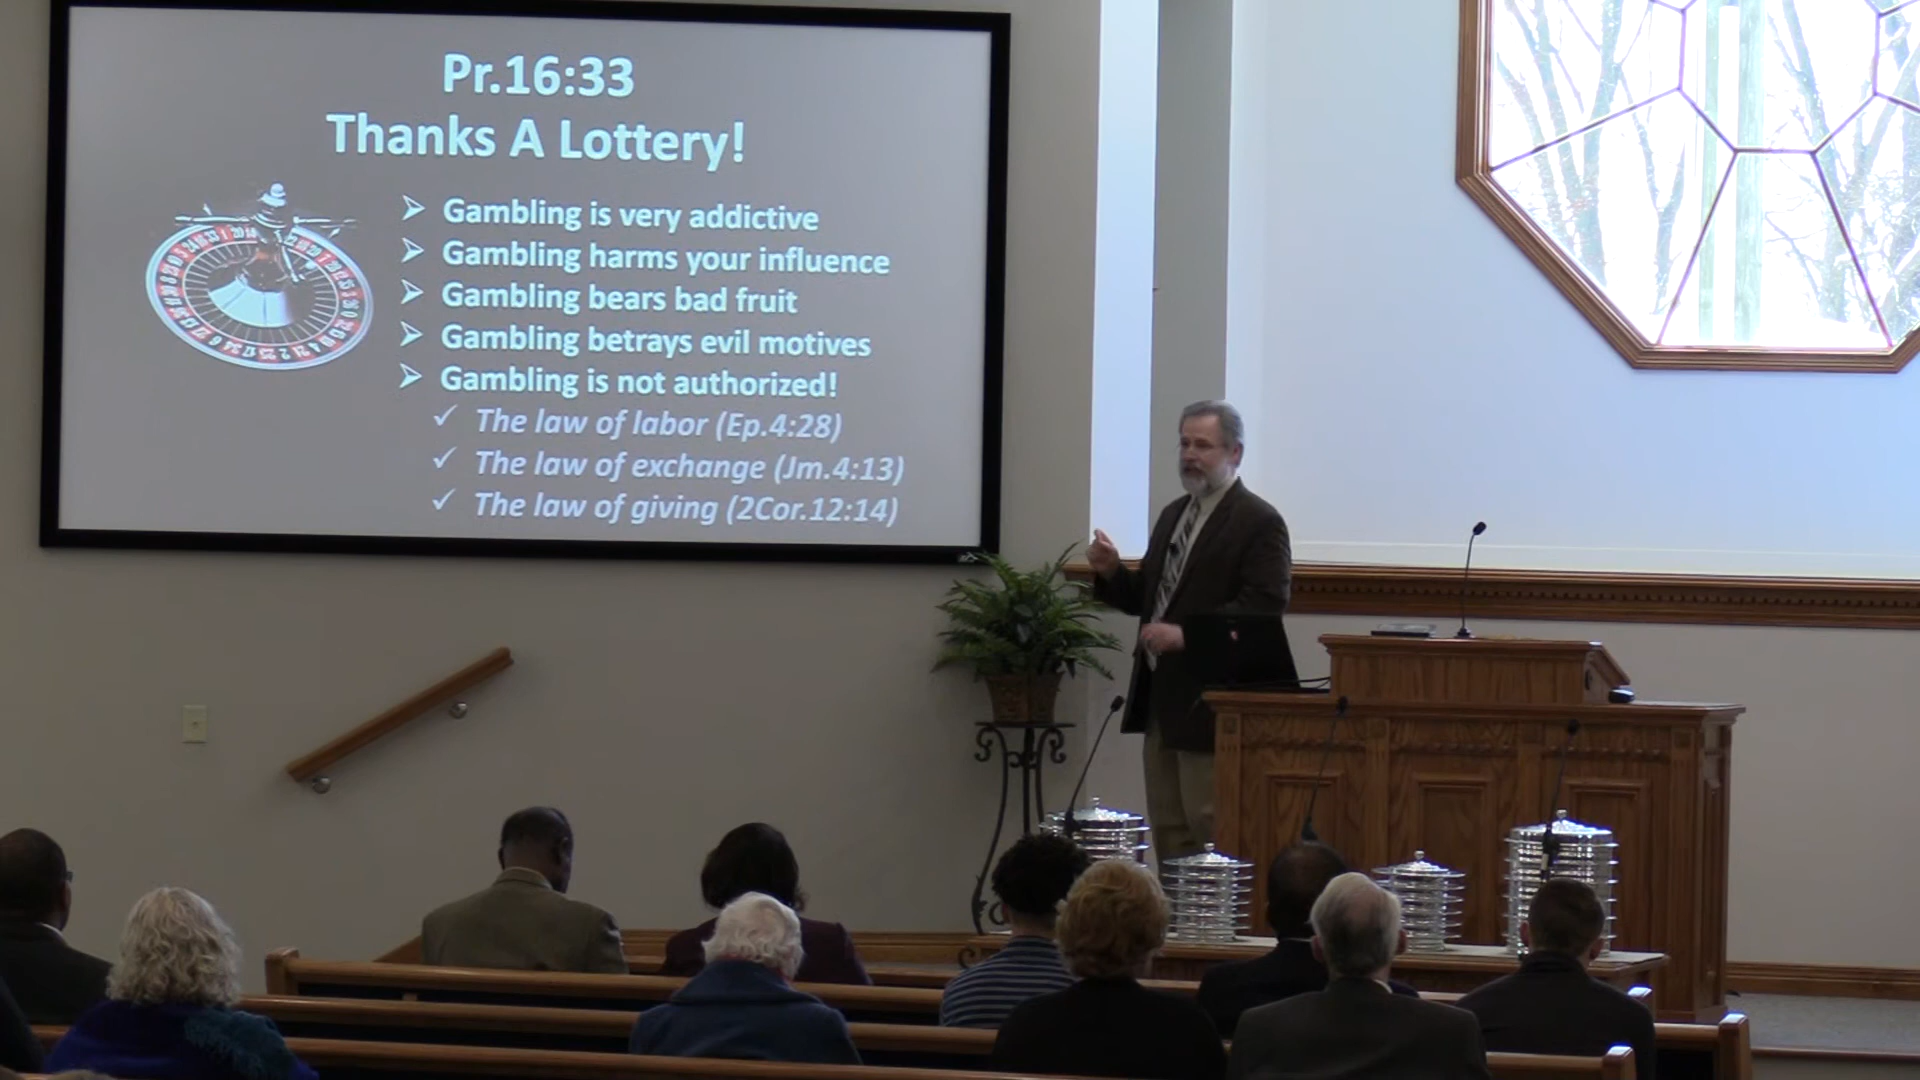 Pr.16:33
Thanks A Lottery!
Gambling is very addictive
Gambling harms your influence
Gambling bears bad fruit
Gambling betrays evil motives
Gambling is not authorized!
The law of labor (Ep.4:28)
The law of exchange (Jm.4:13)
The law of giving (2Cor.12:14)